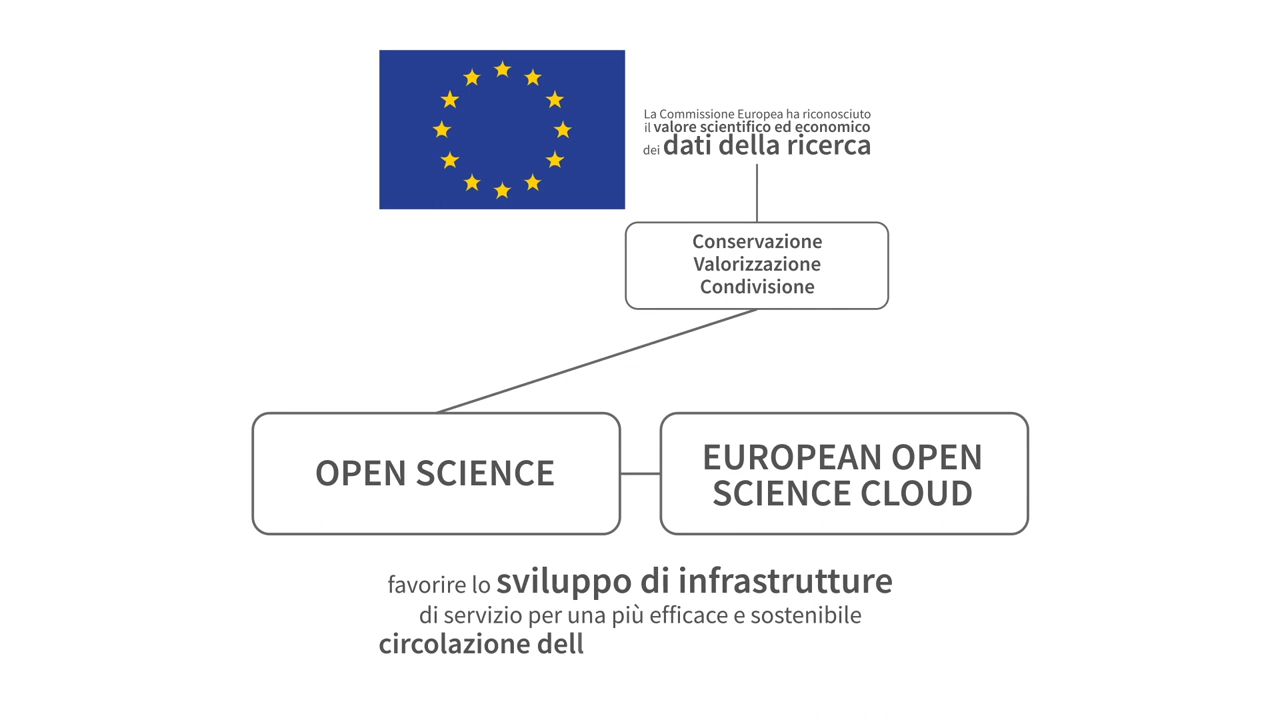 La Commissione Europea ha riconosciuto
il valore scientifico ed economico
dei dati della ricerca
Conservazione
Valorizzazione
Condivisione
OPEN SCIENCE
EUROPEAN OPEN
SCIENCE CLOUD
favorire lo sviluppo di infrastrutture
di servizio per una più efficace e sostenibile
circolazione dell